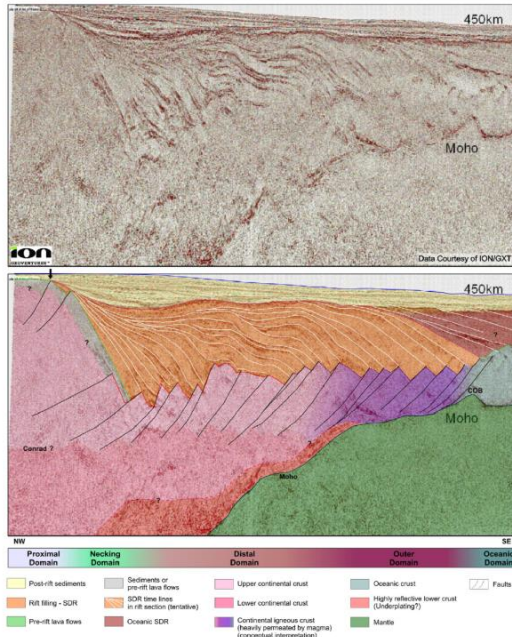 450km
Moho
ion
GEOVENTURES
Data Courtesy of ION/GXT
?
450km
?
?
?
COB
Moho
?
Conrad ?
Moho
?
NW
SE
Proximal Domain
Necking Domain
Distal Domain
Outer Domain
Oceanic Domain
Post-rift sediments
Rift filling - SDR
Pre-rift lava flows
Sediments or pre-rift lava flows
SDR time lines in rift section (tentative)
Oceanic SDR
Upper continental crust
Lower continental crust
Continental igneous crust (heavily permeated by magma) (conceptual interpretation)
Oceanic crust
Highly reflective lower crust (Underplating?)
Mantle
Faults